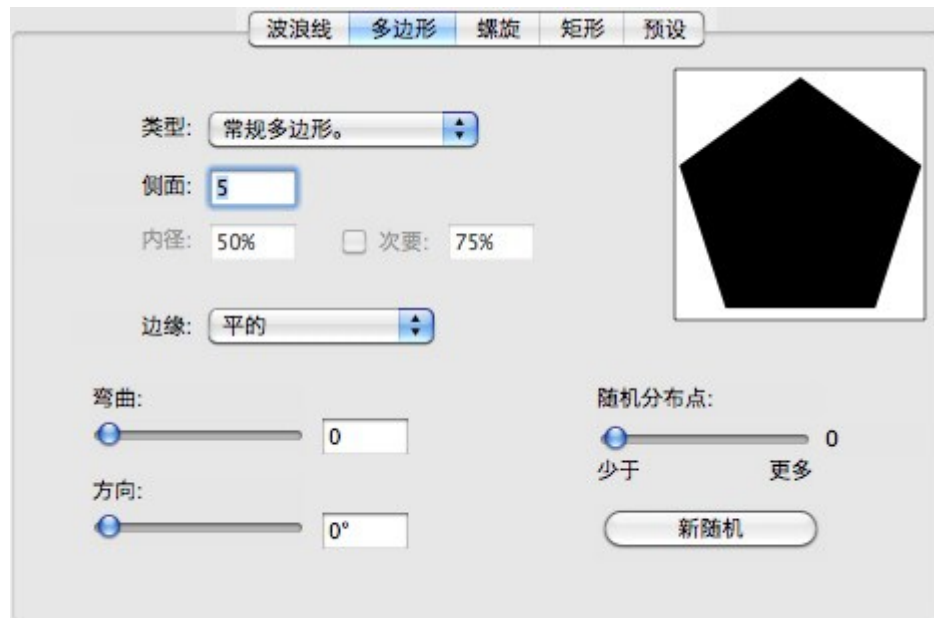 波浪线 多边形 螺旋 矩形 预设
类型: 常规多边形。
侧面: 5
内径: 50% 次要: 75%
边缘: 平的
弯曲:
0
随机分布点:
0
少于 更多
方向:
0°
新随机